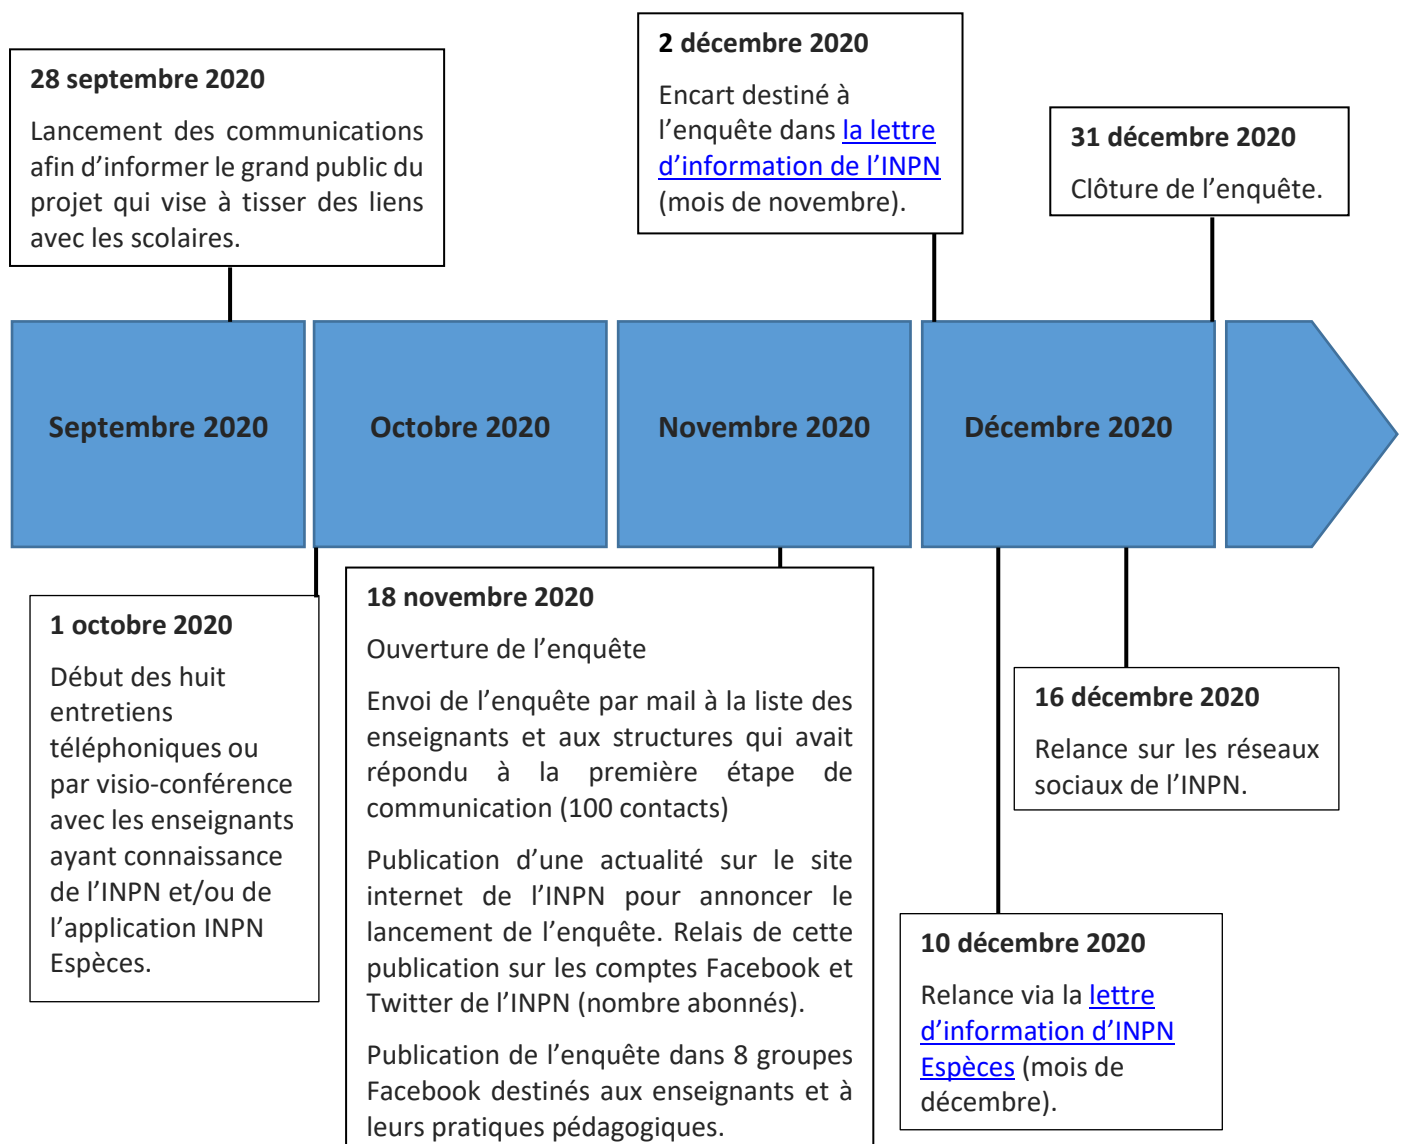 28 septembre 2020
Lancement des communications
afin d’informer le grand public du
projet qui vise à tisser des liens
avec les scolaires.
2 décembre 2020
Encart destiné à
l’enquête dans la lettre
d’information de l’INPN
(mois de novembre).
31 décembre 2020
Clôture de l’enquête.
Septembre 2020
Octobre 2020
Novembre 2020
Décembre 2020
1 octobre 2020
Début des huit
entretiens
téléphoniques ou
par visio-conférence
avec les enseignants
ayant connaissance
de l’INPN et/ou de
l’application INPN
Espèces.
18 novembre 2020
Ouverture de l’enquête
Envoi de l’enquête par mail à la liste des
enseignants et aux structures qui avait
répondu à la première étape de
communication (100 contacts)
Publication d’une actualité sur le site
internet de l’INPN pour annoncer le
lancement de l’enquête. Relais de cette
publication sur les comptes Facebook et
Twitter de l’INPN (nombre abonnés).
Publication de l’enquête dans 8 groupes
Facebook destinés aux enseignants et à
leurs pratiques pédagogiques.
16 décembre 2020
Relance sur les réseaux
sociaux de l’INPN.
10 décembre 2020
Relance via la lettre
d’information d’INPN
Espèces (mois de
décembre).